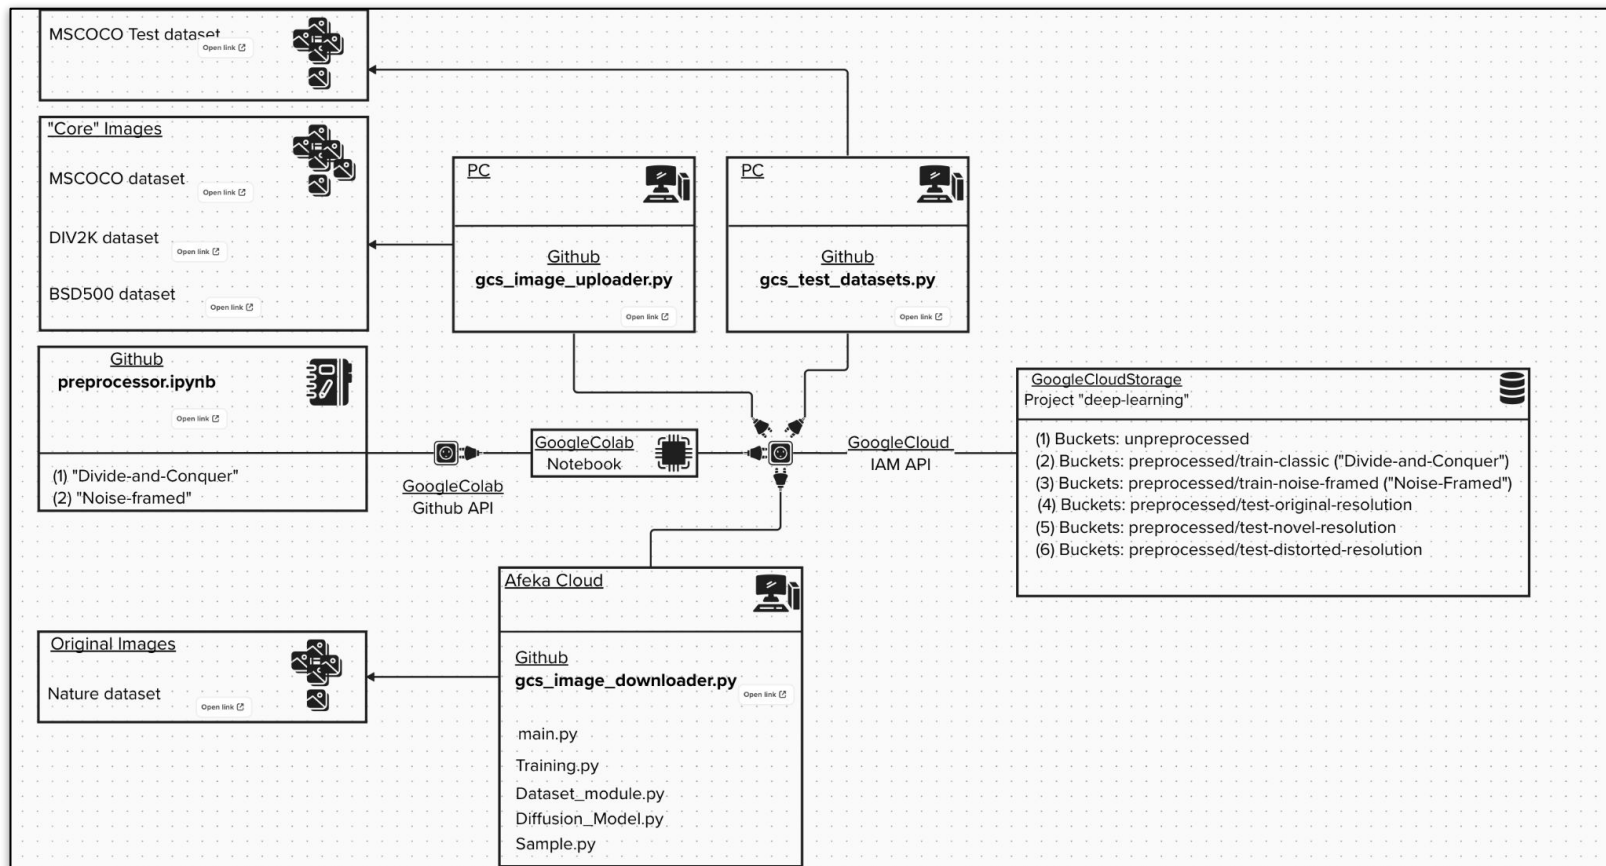 MSCOCO Test dataset
Open link
"Core" Images
MSCOCO dataset
Open link
DIV2K dataset
Open link
BSD500 dataset
Open link
PC
Github
gcs_image_uploader.py
Open link
PC
Github
gcs_test_datasets.py
Open link
Github
preprocessor.ipynb
Open link
(1) "Divide-and-Conquer"
(2) "Noise-framed"
GoogleColab
Github API
GoogleColab
Notebook
GoogleCloud
IAM API
GoogleCloudStorage
Project "deep-learning"
(1) Buckets: unpreprocessed
(2) Buckets: preprocessed/train-classic ("Divide-and-Conquer")
(3) Buckets: preprocessed/train-noise-framed ("Noise-Framed")
(4) Buckets: preprocessed/test-original-resolution
(5) Buckets: preprocessed/test-novel-resolution
(6) Buckets: preprocessed/test-distorted-resolution
Afeka Cloud
Github
gcs_image_downloader.py
Open link
main.py
Training.py
Dataset_module.py
Diffusion_Model.py
Sample.py
Original Images
Nature dataset
Open link